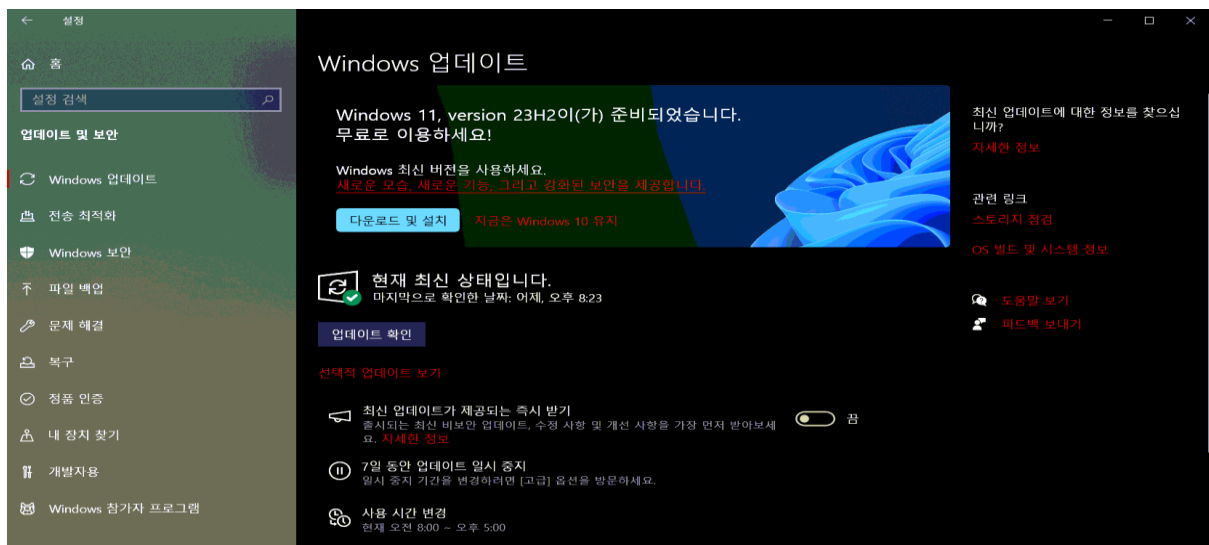 설정
홈
설정 검색
업데이트 및 보안
Windows 업데이트
전송 최적화
Windows 보안
파일 백업
문제 해결
복구
정품 인증
내 장치 찾기
개발자용
Windows 참가자 프로그램
Windows 업데이트
Windows 11, version 23H2이(가) 준비되었습니다.
무료로 이용하세요!
Windows 최신 버전을 사용하세요.
새로운 모습, 새로운 기능, 그리고 강화된 보안을 제공합니다.
다운로드 및 설치
지금은 Windows 10 유지
현재 최신 상태입니다.
마지막으로 확인한 날짜: 어제, 오후 8:23
업데이트 확인
선택적 업데이트 보기
최신 업데이트가 제공되는 즉시 받기
출시되는 최신 비보안 업데이트, 수정 사항 및 개선 사항을 가장 먼저 받아보세
요. 자세한 정보
끔
7일 동안 업데이트 일시 중지
일시 중지 기간을 변경하려면 [고급] 옵션을 방문하세요.
사용 시간 변경
현재 오전 8:00 ~ 오후 5:00
최신 업데이트에 대한 정보를 찾으십
니까?
자세한 정보
관련 링크
스토리지 점검
OS 빌드 및 시스템 정보
도움말 보기
피드백 보내기